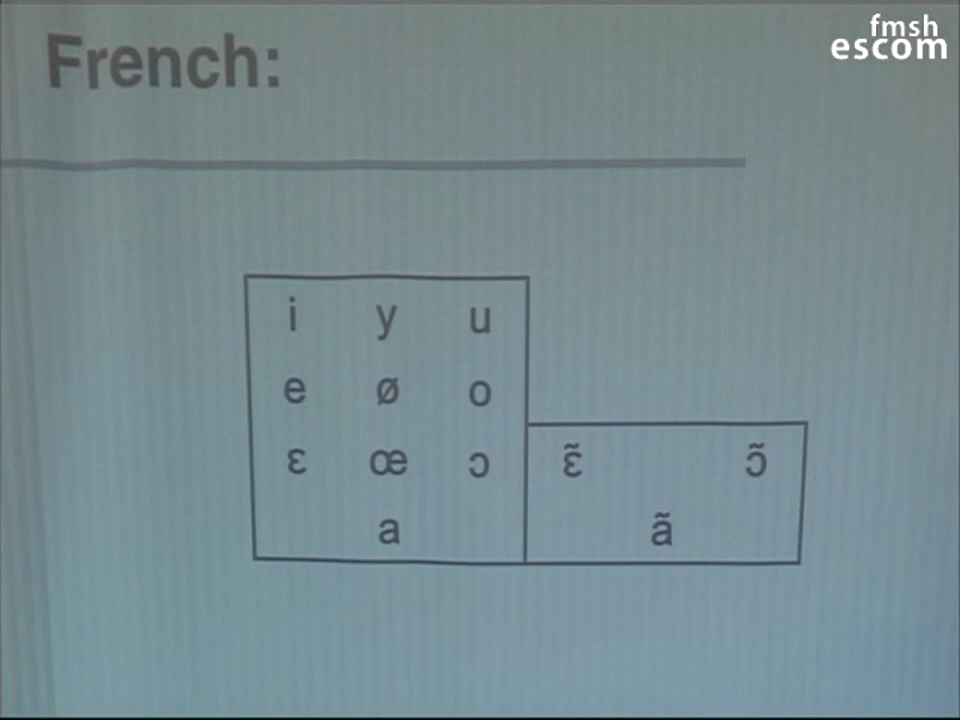 fmsh
escom
French:
i y u
e ø o
ɛ œ ɔ ɛ̃ ɔ̃
a ã